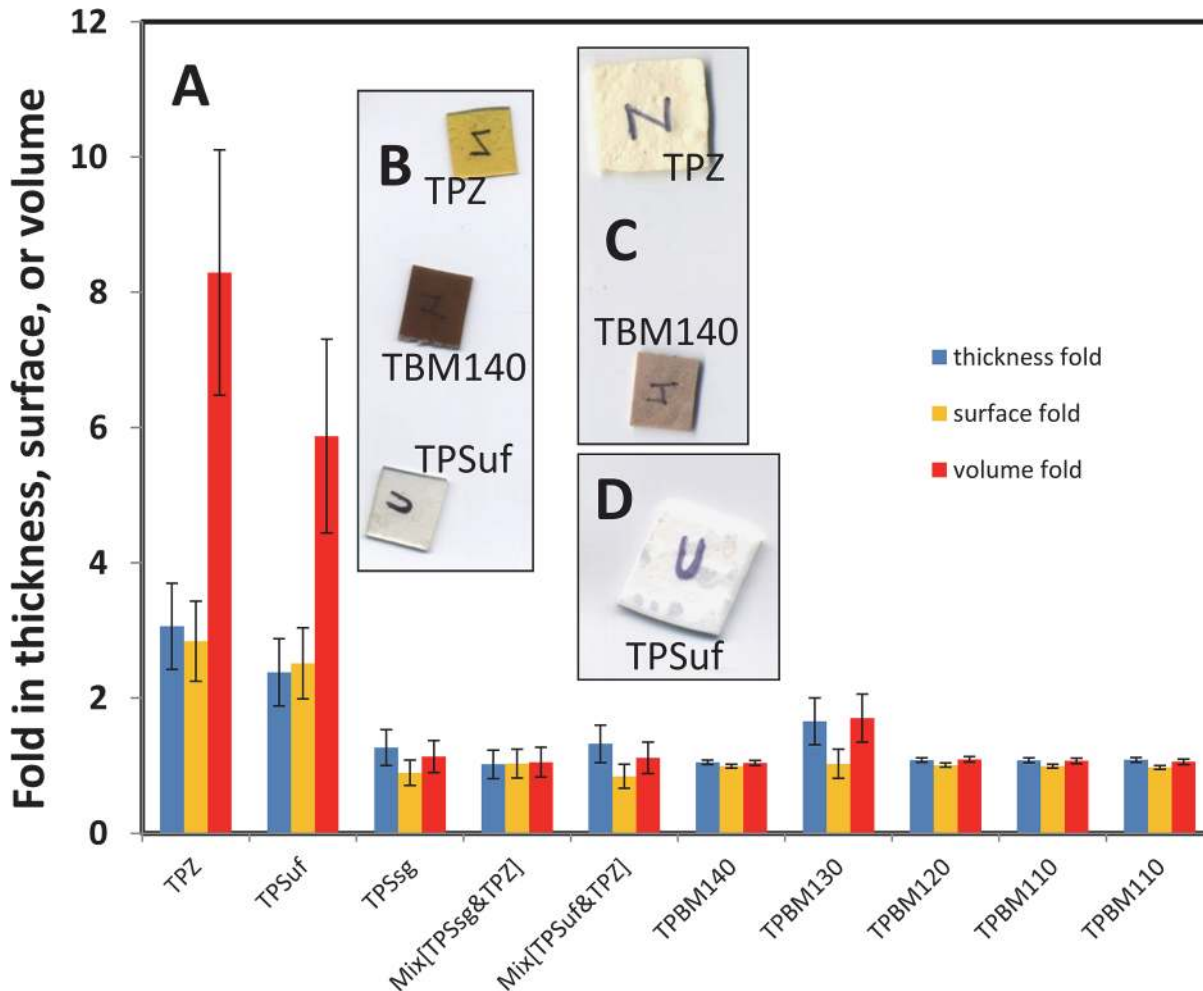 Fold in thickness, surface, or volume
12
10
8
6
4
2
0
A
B
TPZ
TBM140
TPSuf
C
TPZ
TBM140
D
TPSuf
Z
H
U
Z
H
U
thickness fold
surface fold
volume fold
TPZ
TPSuf
TPSsg
Mix[TPSsg&TPZ]
Mix[TPSuf&TPZ]
TPBM140
TPBM130
TPBM120
TPBM110
TPBM110